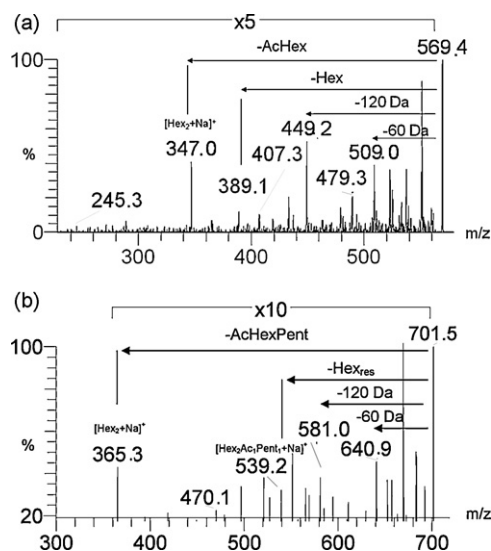 (a)
x5
-AcHex
569.4
100
-Hex
[Hex₂+Na]⁺
-120 Da
347.0
449.2
-60 Da
407.3
509.0
%
389.1
479.3
245.3
0
m/z
200
400
500
(b)
x10
-AcHexPent
701.5
100
-Hexres
-120 Da
[Hex₂+Na]⁺
581.0
-60 Da
[Hex₂Ac₁Pent₁+Na]⁺
640.9
365.3
539.2
%
470.1
20
m/z
300
400
500
600
700